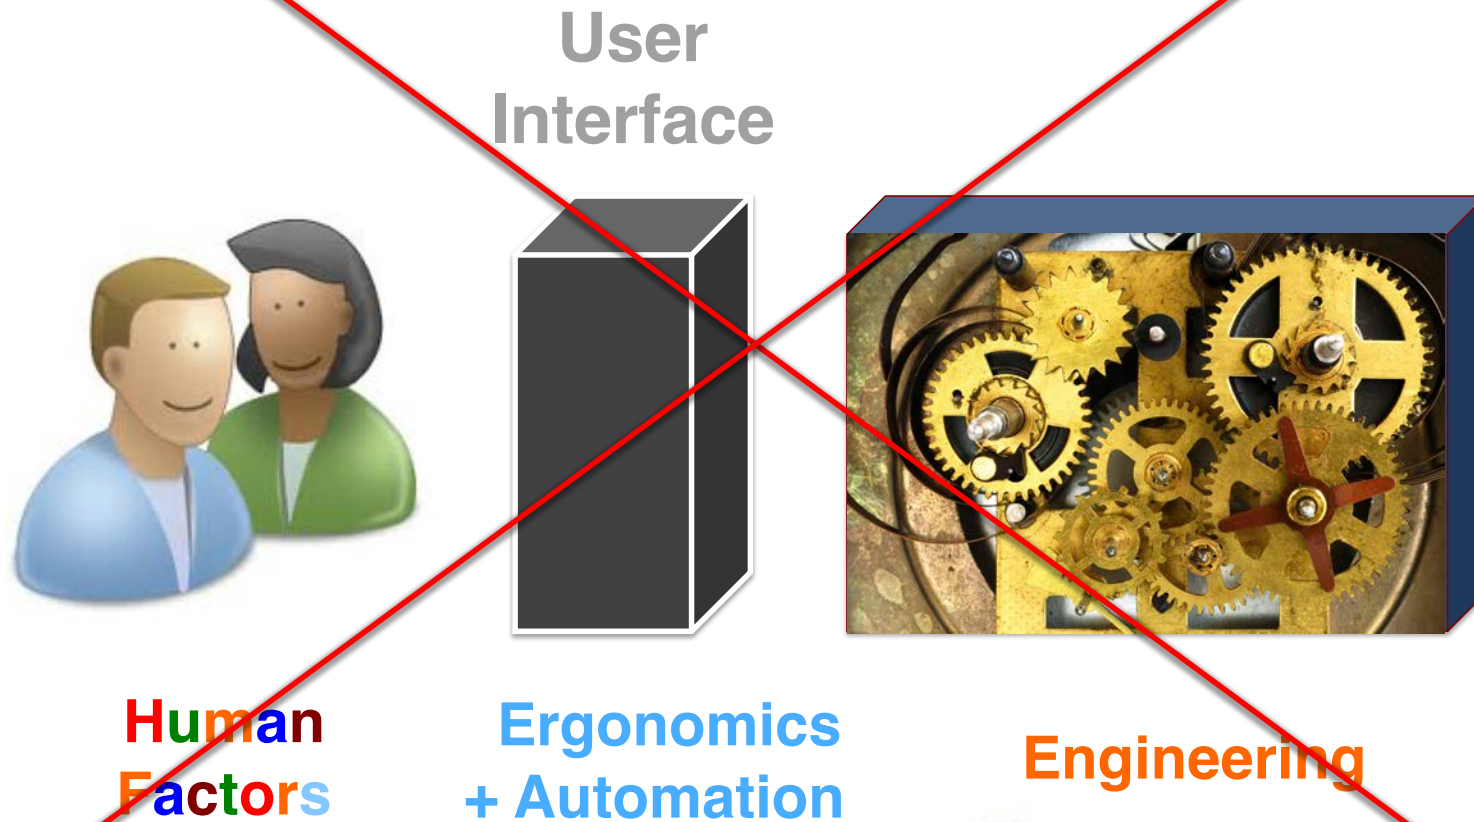 User
Interface
Human
Factors
Ergonomics
+ Automation
Engineering